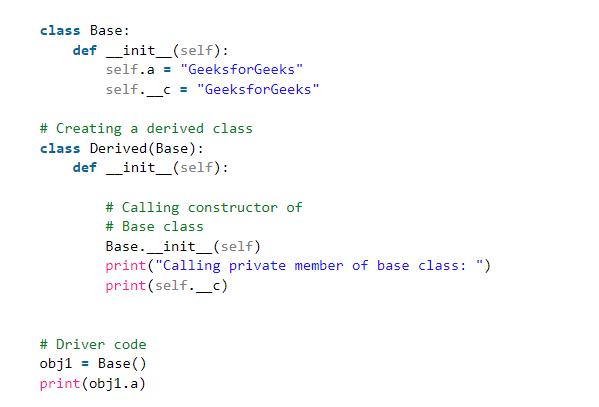 class Base:
    def __init__(self):
        self.a = "GeeksforGeeks"
        self.__c = "GeeksforGeeks"

# Creating a derived class
class Derived(Base):
    def __init__(self):

        # Calling constructor of
        # Base class
        Base.__init__(self)
        print("Calling private member of base class: ")
        print(self.__c)


# Driver code
obj1 = Base()
print(obj1.a)